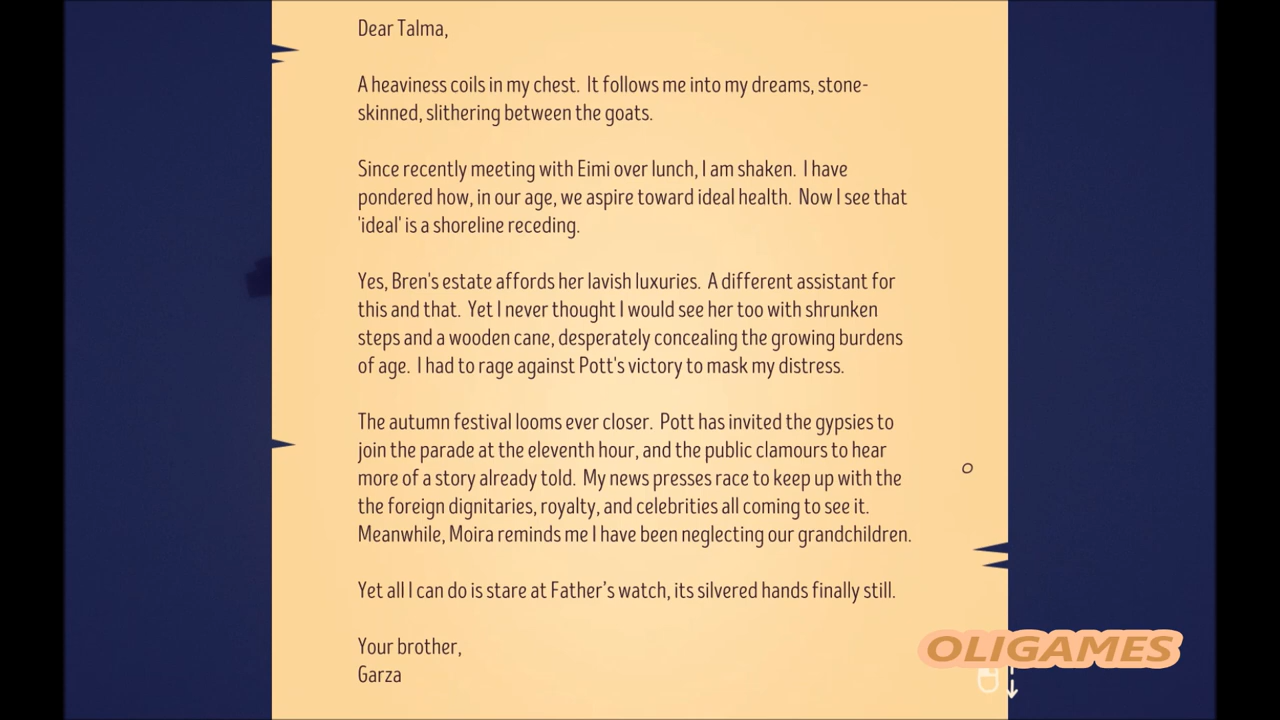 Dear Talma,
A heaviness coils in my chest.  It follows me into my dreams, stone-
skinned, slithering between the goats.
Since recently meeting with Eimi over lunch, I am shaken.  I have
pondered how, in our age, we aspire toward ideal health.  Now I see that
'ideal' is a shoreline receding.
Yes, Bren's estate affords her lavish luxuries.  A different assistant for
this and that.  Yet I never thought I would see her too with shrunken
steps and a wooden cane, desperately concealing the growing burdens
of age.  I had to rage against Pott's victory to mask my distress.
The autumn festival looms ever closer.  Pott has invited the gypsies to
join the parade at the eleventh hour, and the public clamours to hear
more of a story already told.  My news presses race to keep up with the
the foreign dignitaries, royalty, and celebrities all coming to see it.
Meanwhile, Moira reminds me I have been neglecting our grandchildren.
Yet all I can do is stare at Father’s watch, its silvered hands finally still.
Your brother,
Garza
OLIGAMES